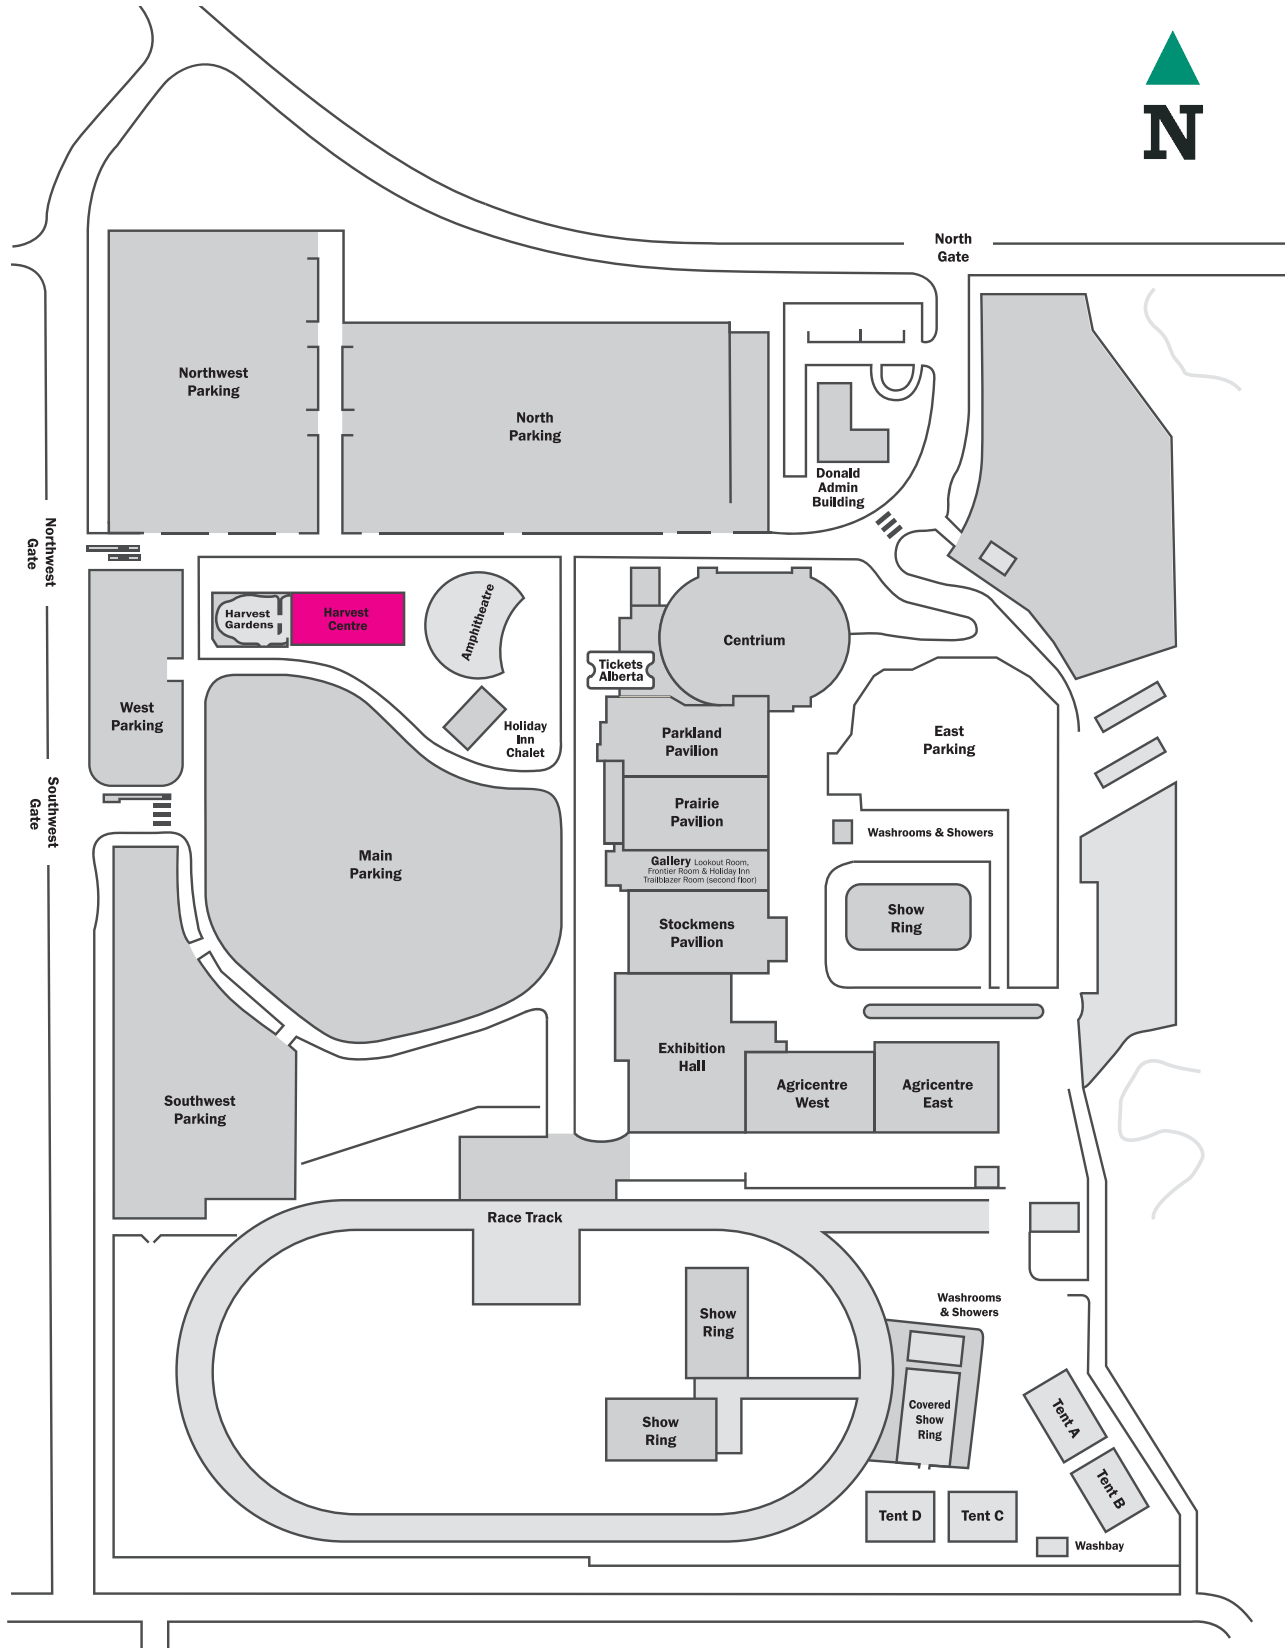 N
North
Gate
Northwest
Parking
North
Parking
Donald
Admin
Building
Northwest
Gate
Harvest
Gardens
Harvest
Centre
Amphitheatre
Centrium
Tickets
Alberta
West
Parking
Holiday
Inn
Chalet
Parkland
Pavilion
East
Parking
Southwest
Gate
Prairie
Pavilion
Washrooms & Showers
Main
Parking
Gallery Lookout Room,
Frontier Room & Holiday Inn
Trailblazer Room (second floor)
Show
Ring
Stockmens
Pavilion
Exhibition
Hall
Agricentre
West
Agricentre
East
Southwest
Parking
Race Track
Washrooms
& Showers
Show
Ring
Show
Ring
Covered
Show
Ring
Tent A
Tent B
Tent D
Tent C
Washbay